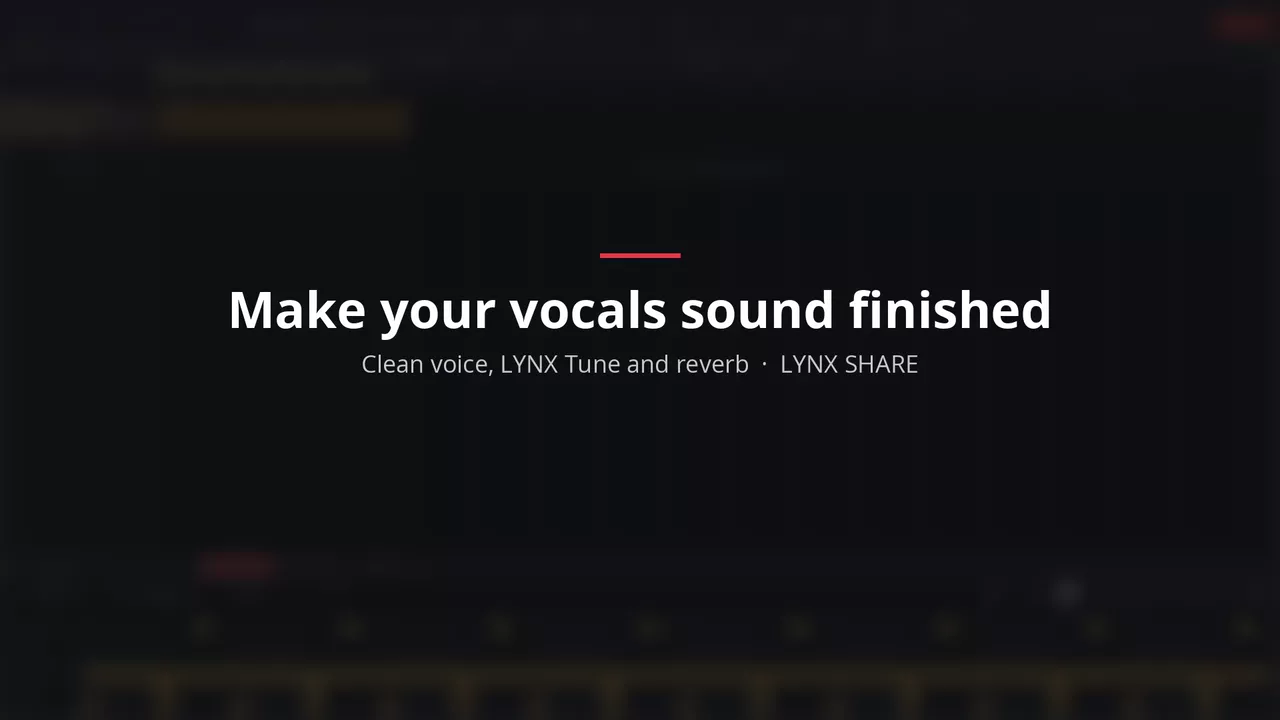 Make your vocals sound finished
Clean voice, LYNX Tune and reverb · LYNX SHARE